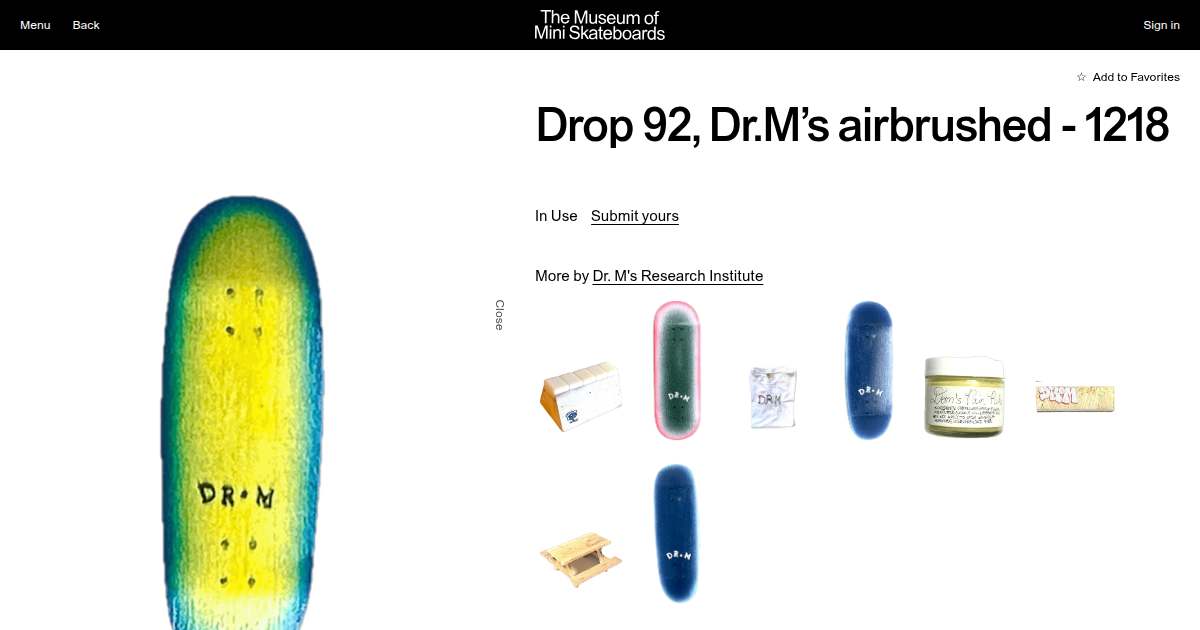 Menu
Back
The Museum of
Mini Skateboards
Sign in
☆ Add to Favorites
Drop 92, Dr.M’s airbrushed - 1218
In Use
Submit yours
More by Dr. M's Research Institute
Close
DR•M
DR•M
DRM
DR•M
DR•M